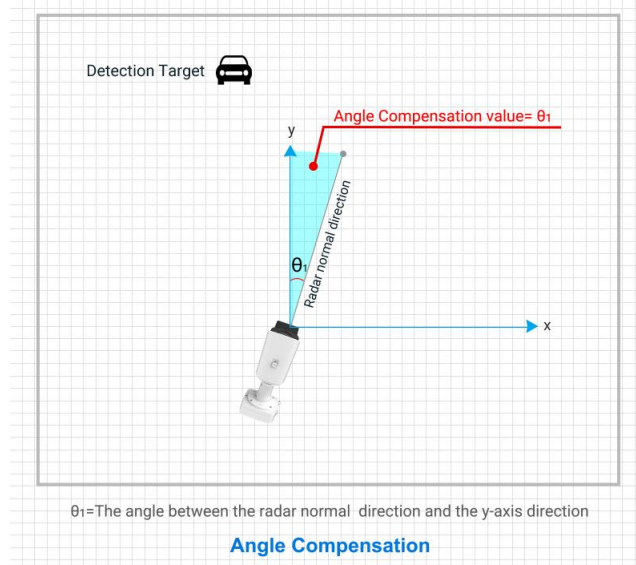 Detection Target
Angle Compensation value= θ1
y
Radar normal direction
θ1
x
θ1=The angle between the radar normal direction and the y-axis direction
Angle Compensation